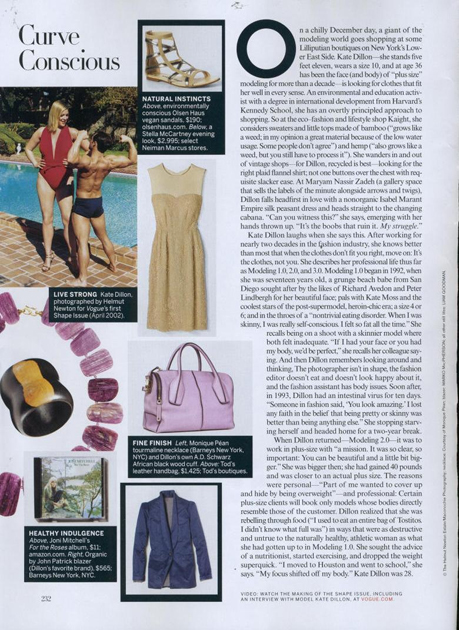 Curve
Conscious
NATURAL INSTINCTS
Above, environmentally
conscious Olsen Haus
vegan sandals, $190;
olsenhaus.com. Below, a
Stella McCartney evening
look, $2,995; select
Neiman Marcus stores.
LIVE STRONG Kate Dillon,
photographed by Helmut
Newton for Vogue's first
Shape Issue (April 2002).
FINE FINISH Left, Monique Péan
tourmaline necklace (Barneys New York,
NYC) and Dillon's own A.D. Schwarz
African black wood cuff. Above: Tod's
leather handbag, $1,425; Tod's boutiques.
HEALTHY INDULGENCE
Above, Joni Mitchell's
For the Roses album, $11;
amazon.com. Right, Organic
by John Patrick blazer
(Dillon's favorite brand), $565;
Barneys New York, NYC.
On a chilly December day, a giant of the
modeling world goes shopping at some
Lilliputian boutiques on New York's Low-
er East Side. Kate Dillon—she stands five
feet eleven, wears a size 10, and at age 36
has been the face (and body) of "plus size"
modeling for more than a decade—is looking for clothes that fit
her well in every sense. An environmental and education activ-
ist with a degree in international development from Harvard's
Kennedy School, she has an overtly principled approach to
shopping. So at the eco-fashion and lifestyle shop Kaight, she
considers sweaters and little tops made of bamboo ("grows like
a weed; in my opinion a great material because of the low water
usage. Some people don't agree") and hemp ("also grows like a
weed, but you still have to process it"). She wanders in and out
of vintage shops—for Dillon, recycled is best—looking for the
right plaid flannel shirt; not one buttons over the chest with req-
uisite slacker ease. At Maryam Nassir Zadeh (a gallery space
that sells the labels of the minute alongside arrows and twigs),
Dillon falls headfirst in love with a nonorganic Isabel Marant
Empire silk peasant dress and heads straight to the changing
cabana. "Can you witness this?" she says, emerging with her
hands thrown up. "It's the boobs that ruin it. My struggle."
Kate Dillon laughs when she says this. After working for
nearly two decades in the fashion industry, she knows better
than most that when the clothes don't fit you, right, move on: It's
the clothes, not you. She describes her professional life thus far
as Modeling 1.0, 2.0, and 3.0. Modeling 1.0 began in 1992, when
she was seventeen years old, a grunge beach babe from San
Diego sought after by the likes of Richard Avedon and Peter
Lindbergh for her beautiful face; pals with Kate Moss and the
coolest stars of the post-supermodel, heroin-chic era; a size 4 or
6; and in the throes of a "nontrivial eating disorder. When I was
skinny, I was really self-conscious. I felt so fat all the time." She
recalls being on a shoot with a skinnier model where
both felt inadequate. "If I had your face or you had
my body, we'd be perfect," she recalls her colleague say-
ing. And then Dillon remembers looking around and
thinking, The photographer isn't in shape, the fashion
editor doesn't eat and doesn't look happy about it,
and the fashion assistant has body issues. Soon after,
in 1993, Dillon had an intestinal virus for ten days.
"Someone in fashion said, 'You look amazing.' I lost
any faith in the belief that being pretty or skinny was
better than being anything else." She stopped starv-
ing herself and headed home for a two-year break.
When Dillon returned—Modeling 2.0—it was to
work in plus-size with "a mission. It was so clear, so
important: You can be beautiful and a little bit big-
ger." She was bigger then; she had gained 40 pounds
and was closer to an actual plus size. The reasons
were personal—"Part of me wanted to cover up
and hide by being overweight"—and professional: Certain
plus-size clients will book only models whose bodies directly
resemble those of the customer. Dillon realized that she was
rebelling through food ("I used to eat an entire bag of Tostitos.
I didn't know what full was") in ways that were as destructive
and untrue to the naturally healthy, athletic woman as what
she had gotten up to in Modeling 1.0. She sought the advice
of a nutritionist, started exercising, and dropped the weight
superquick. "I moved to Houston and went to school," she
says. "My focus shifted off my body." Kate Dillon was 28.
232
VIDEO: WATCH THE MAKING OF THE SHAPE ISSUE, INCLUDING
AN INTERVIEW WITH MODEL KATE DILLON, AT VOGUE.COM.